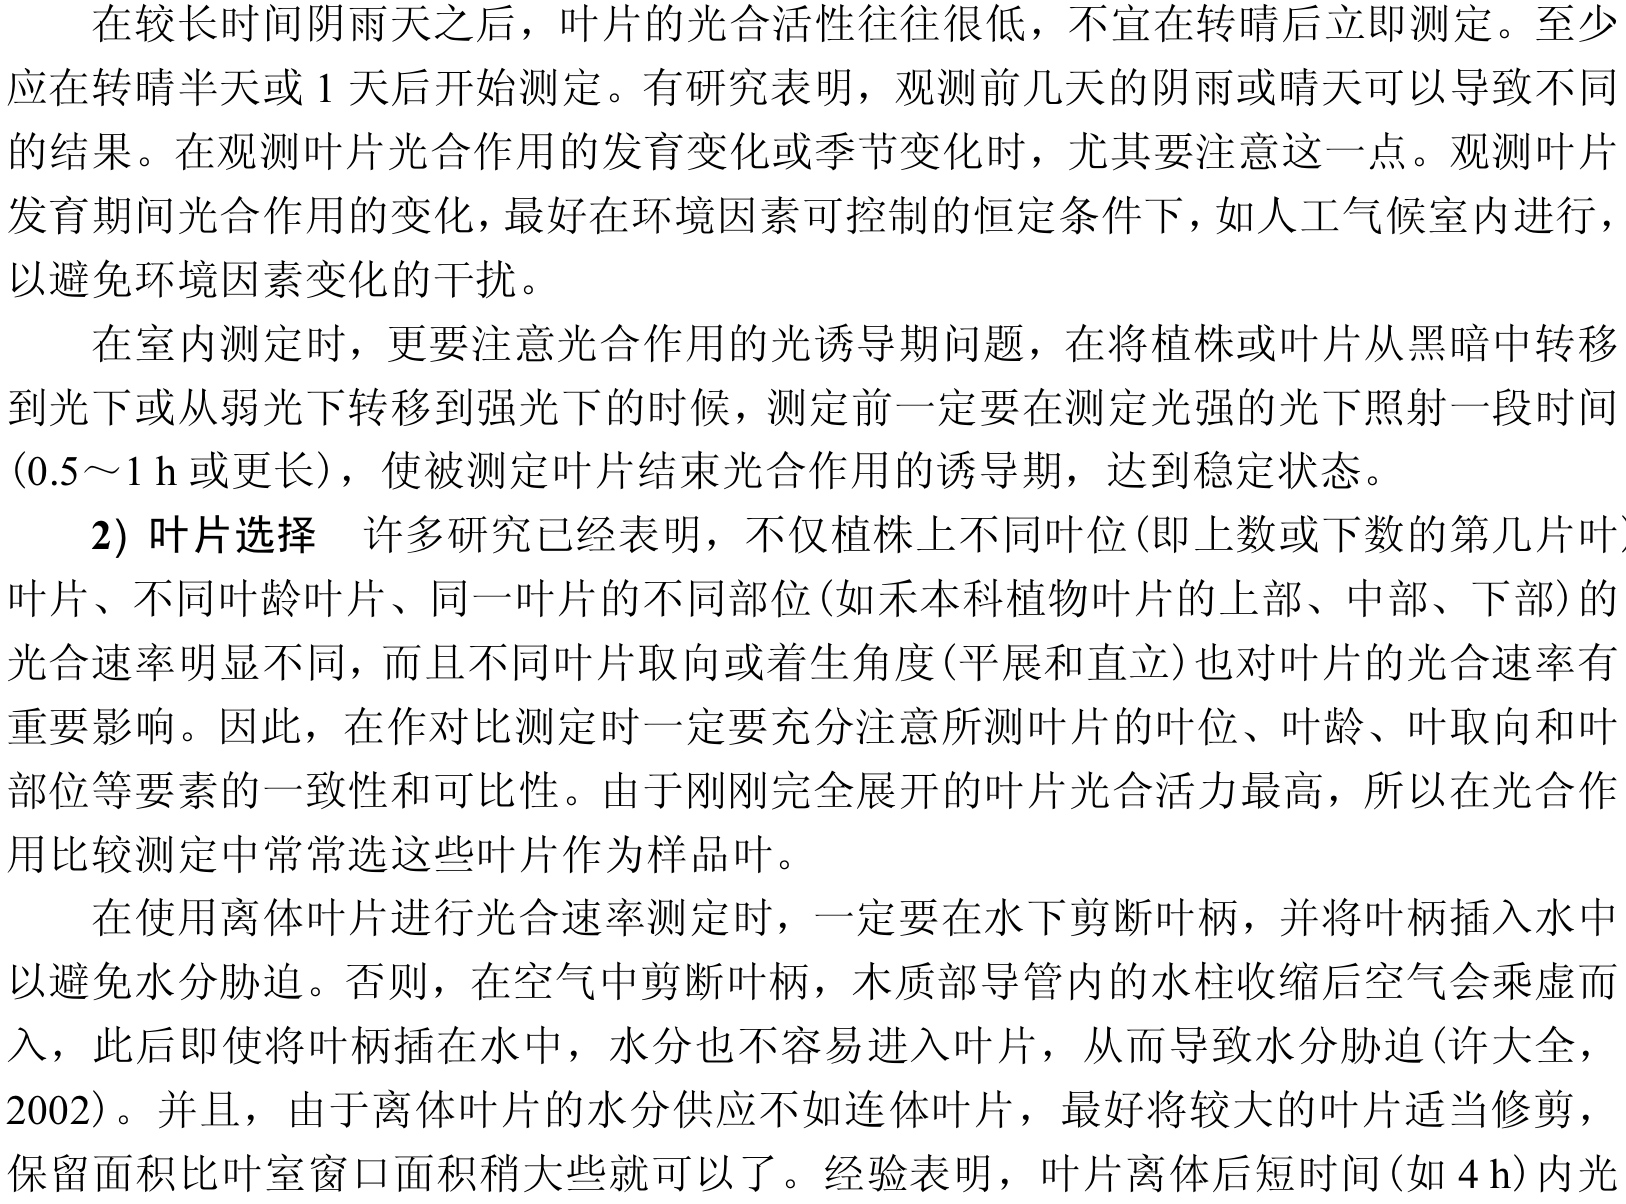 在较长时间阴雨天之后，叶片的光合活性往往很低，不宜在转晴后立即测定。至少
应在转晴半天或 1 天后开始测定。有研究表明，观测前几天的阴雨或晴天可以导致不同
的结果。在观测叶片光合作用的发育变化或季节变化时，尤其要注意这一点。观测叶片
发育期间光合作用的变化，最好在环境因素可控制的恒定条件下，如人工气候室内进行，
以避免环境因素变化的干扰。
在室内测定时，更要注意光合作用的光诱导期问题，在将植株或叶片从黑暗中转移
到光下或从弱光下转移到强光下的时候，测定前一定要在测定光强的光下照射一段时间
(0.5～1 h 或更长)，使被测定叶片结束光合作用的诱导期，达到稳定状态。
2) 叶片选择　许多研究已经表明，不仅植株上不同叶位(即上数或下数的第几片叶)
叶片、不同叶龄叶片、同一叶片的不同部位(如禾本科植物叶片的上部、中部、下部)的
光合速率明显不同，而且不同叶片取向或着生角度(平展和直立)也对叶片的光合速率有
重要影响。因此，在作对比测定时一定要充分注意所测叶片的叶位、叶龄、叶取向和叶
部位等要素的一致性和可比性。由于刚刚完全展开的叶片光合活力最高，所以在光合作
用比较测定中常常选这些叶片作为样品叶。
在使用离体叶片进行光合速率测定时，一定要在水下剪断叶柄，并将叶柄插入水中
以避免水分胁迫。否则，在空气中剪断叶柄，木质部导管内的水柱收缩后空气会乘虚而
入，此后即使将叶柄插在水中，水分也不容易进入叶片，从而导致水分胁迫(许大全，
2002)。并且，由于离体叶片的水分供应不如连体叶片，最好将较大的叶片适当修剪，
保留面积比叶室窗口面积稍大些就可以了。经验表明，叶片离体后短时间(如 4 h)内光